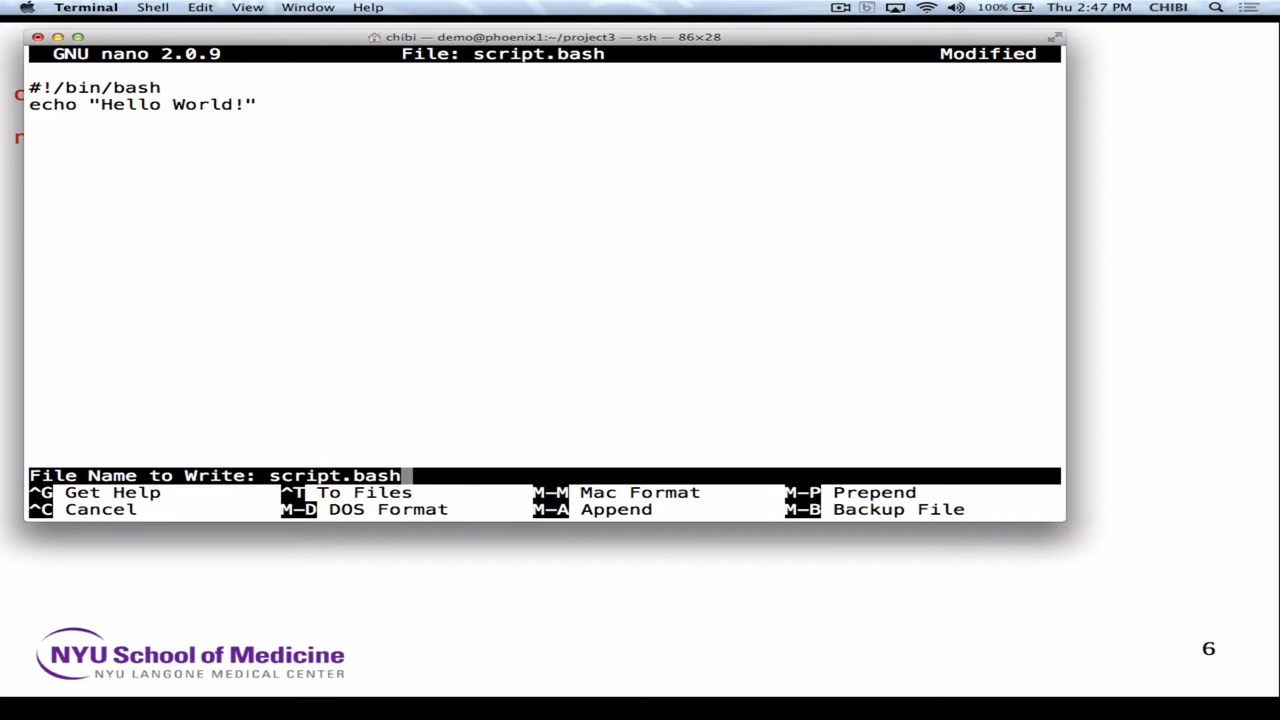 Terminal Shell Edit View Window Help 100% Thu 2:47 PM CHIBI
chibi — demo@phoenix1:~/project3 — ssh — 86×28
GNU nano 2.0.9 File: script.bash Modified
#!/bin/bash
echo "Hello World!"
File Name to Write: script.bash
^G Get Help ^T To Files M-M Mac Format M-P Prepend
^C Cancel M-D DOS Format M-A Append M-B Backup File
NYU School of Medicine
NYU LANGONE MEDICAL CENTER
6